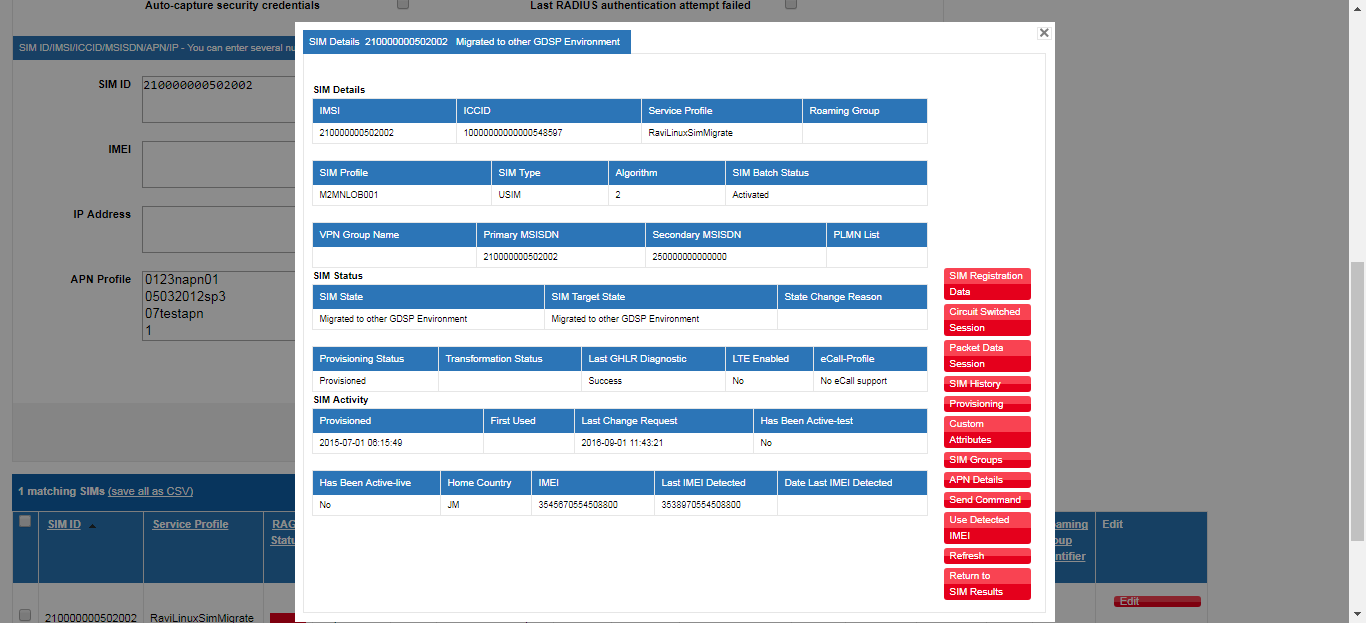 Auto-capture security credentials
Last RADIUS authentication attempt failed
SIM ID/IMSI/ICCID/MSISDN/APN/IP - You can enter several nu
SIM ID
210000000502002
IMEI
IP Address
APN Profile
0123napn01
05032012sp3
07testapn
1
SIM Details 210000000502002 Migrated to other GDSP Environment
SIM Details
IMSI ICCID Service Profile Roaming Group
210000000502002 10000000000000548597 RaviLinuxSimMigrate
SIM Profile SIM Type Algorithm SIM Batch Status
M2MNLOB001 USIM 2 Activated
VPN Group Name Primary MSISDN Secondary MSISDN PLMN List
210000000502002 250000000000000
SIM Status
SIM State SIM Target State State Change Reason
Migrated to other GDSP Environment Migrated to other GDSP Environment
Provisioning Status Transformation Status Last GHLR Diagnostic LTE Enabled eCall-Profile
Provisioned Success No No eCall support
SIM Activity
Provisioned First Used Last Change Request Has Been Active-test
2015-07-01 06:15:49 2016-09-01 11:43:21 No
Has Been Active-live Home Country IMEI Last IMEI Detected Date Last IMEI Detected
No JM 3545670554508800 3538970554508800
SIM Registration
Data
Circuit Switched
Session
Packet Data
Session
SIM History
Provisioning
Custom
Attributes
SIM Groups
APN Details
Send Command
Use Detected
IMEI
Refresh
Return to
SIM Results
1 matching SIMs (save all as CSV)
SIM ID Service Profile RAG
Statu
aming
oup
ntifier
Edit
210000000502002 RaviLinuxSimMigrate
Edit